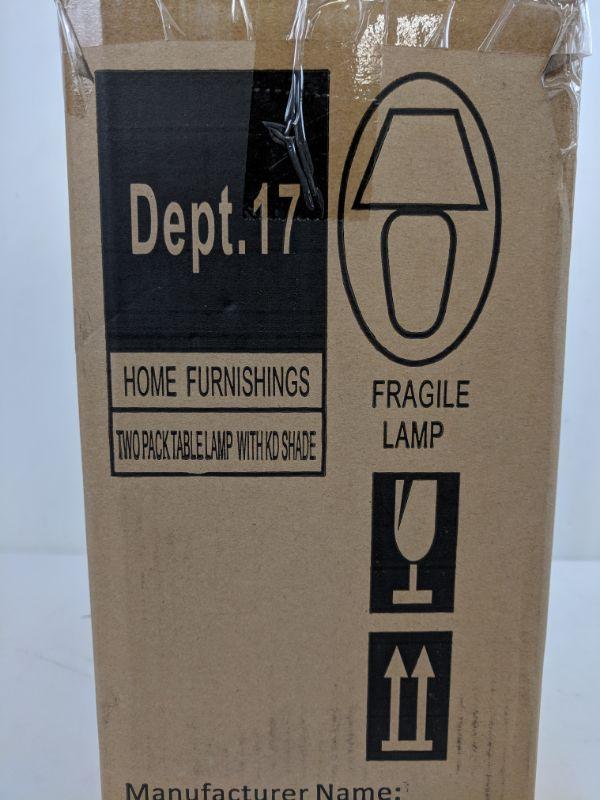 Dept.17
HOME FURNISHINGS
TWO PACK TABLE LAMP WITH KD SHADE
FRAGILE
LAMP
Manufacturer Name: